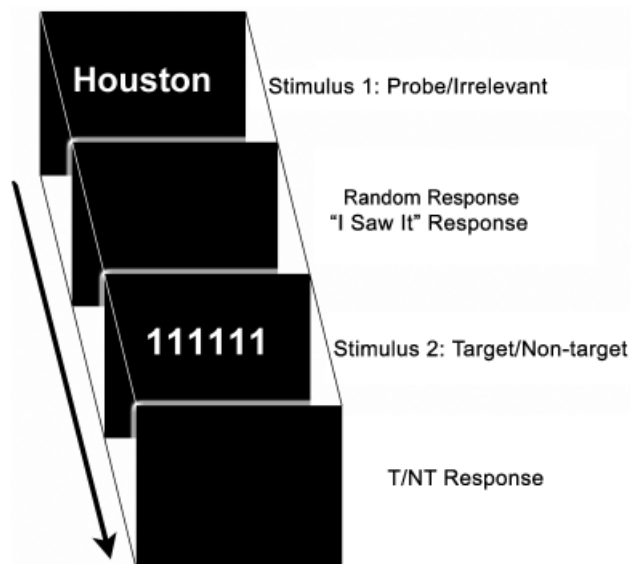 Houston
Stimulus 1: Probe/Irrelevant
Random Response
“I Saw It” Response
111111
Stimulus 2: Target/Non-target
T/NT Response